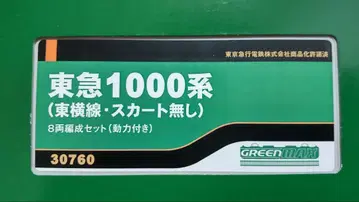 東京急行電鉄株式会社商品化許諾済
東急1000系
(東横線・スカート無し)
8両編成セット(動力付き)
30760
GREENMAX